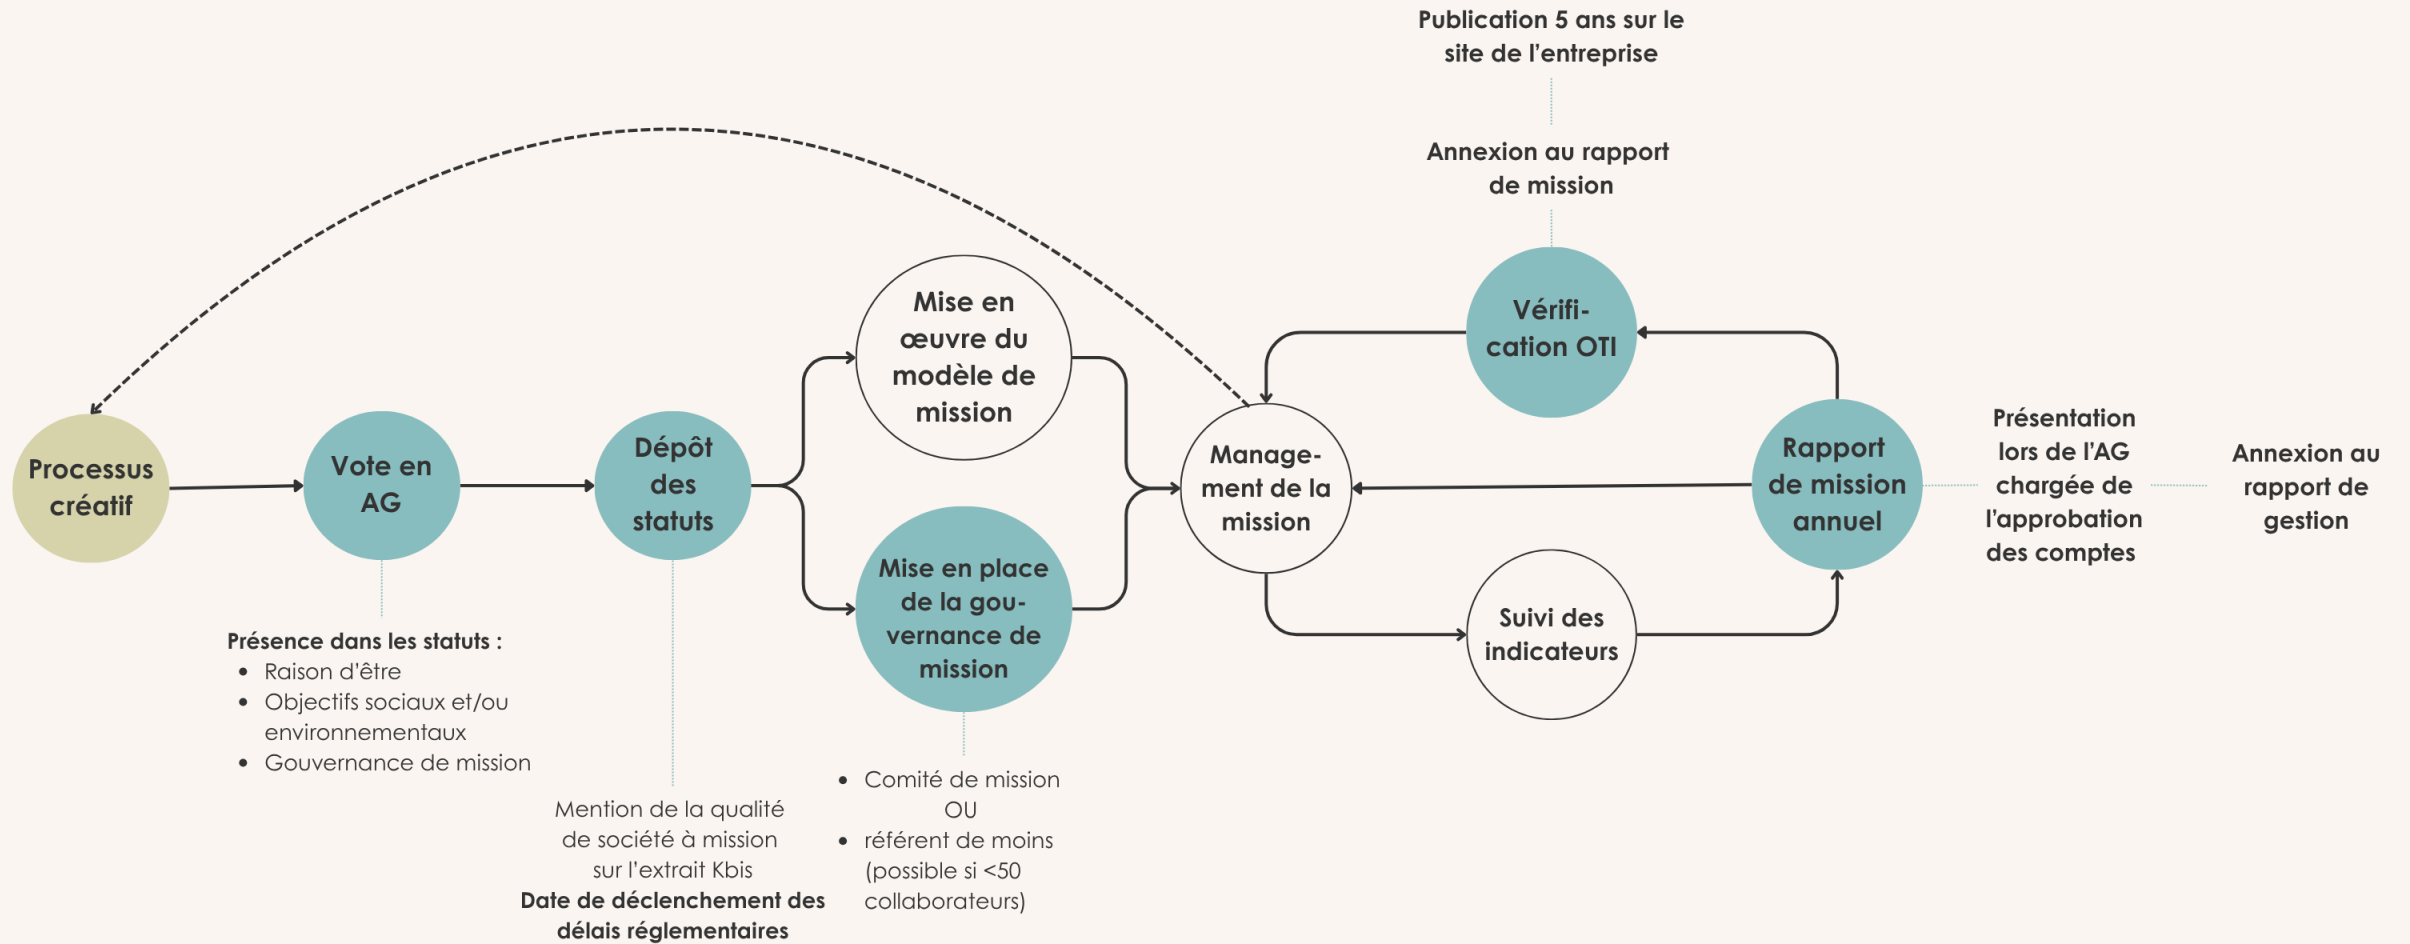 Publication 5 ans sur le
site de l’entreprise
Annexion au rapport
de mission
Processus
créatif
Vote en
AG
Présence dans les statuts :
• Raison d’être
• Objectifs sociaux et/ou
environnementaux
• Gouvernance de mission
Dépôt
des
statuts
Mention de la qualité
de société à mission
sur l’extrait Kbis
Date de déclenchement des
délais réglementaires
Mise en
œuvre du
modèle de
mission
Mise en place
de la gou-
vernance de
mission
• Comité de mission
OU
• référent de moins
(possible si <50
collaborateurs)
Manage-
ment de la
mission
Vérifi-
cation OTI
Suivi des
indicateurs
Rapport
de mission
annuel
Présentation
lors de l’AG
chargée de
l’approbation
des comptes
Annexion au
rapport de
gestion